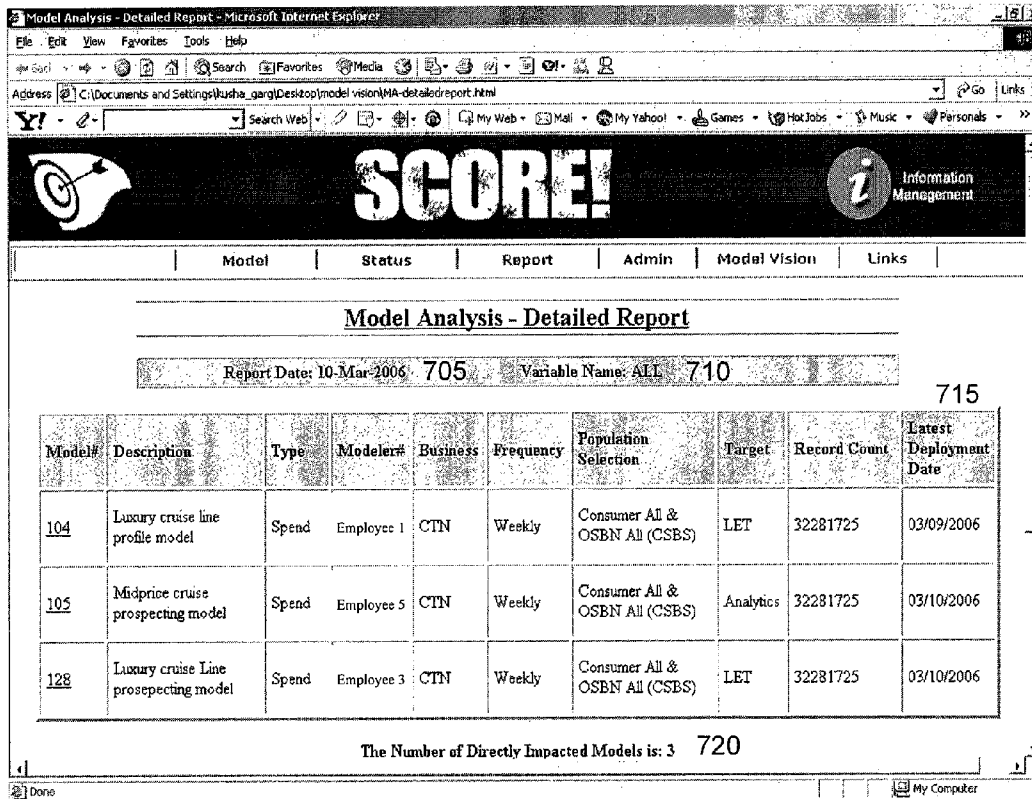 Model Analysis - Detailed Report - Microsoft Internet Explorer
File Edit View Favorites Tools Help
Back Search Favorites Media
Address C:\Documents and Settings\kusha_garg\Desktop\model vision\MA-detailedreport.html Go Links
Y! Search Web My Web Mail My Yahoo! Games HotJobs Music Personals »
SCORE!
i Information Management
Model Status Report Admin Model Vision Links
Model Analysis - Detailed Report
Report Date: 10-Mar-2006 705 Variable Name: ALL 710
715
Model# Description Type Modeler# Business Frequency Population Selection Target Record Count Latest Deployment Date
104 Luxury cruise line profile model Spend Employee 1 CTN Weekly Consumer All & OSBN All (CSBS) LET 32281725 03/09/2006
105 Midprice cruise prospecting model Spend Employee 5 CTN Weekly Consumer All & OSBN All (CSBS) Analytics 32281725 03/10/2006
128 Luxury cruise Line prosepecting model Spend Employee 3 CTN Weekly Consumer All & OSBN All (CSBS) LET 32281725 03/10/2006
The Number of Directly Impacted Models is: 3 720
Done My Computer